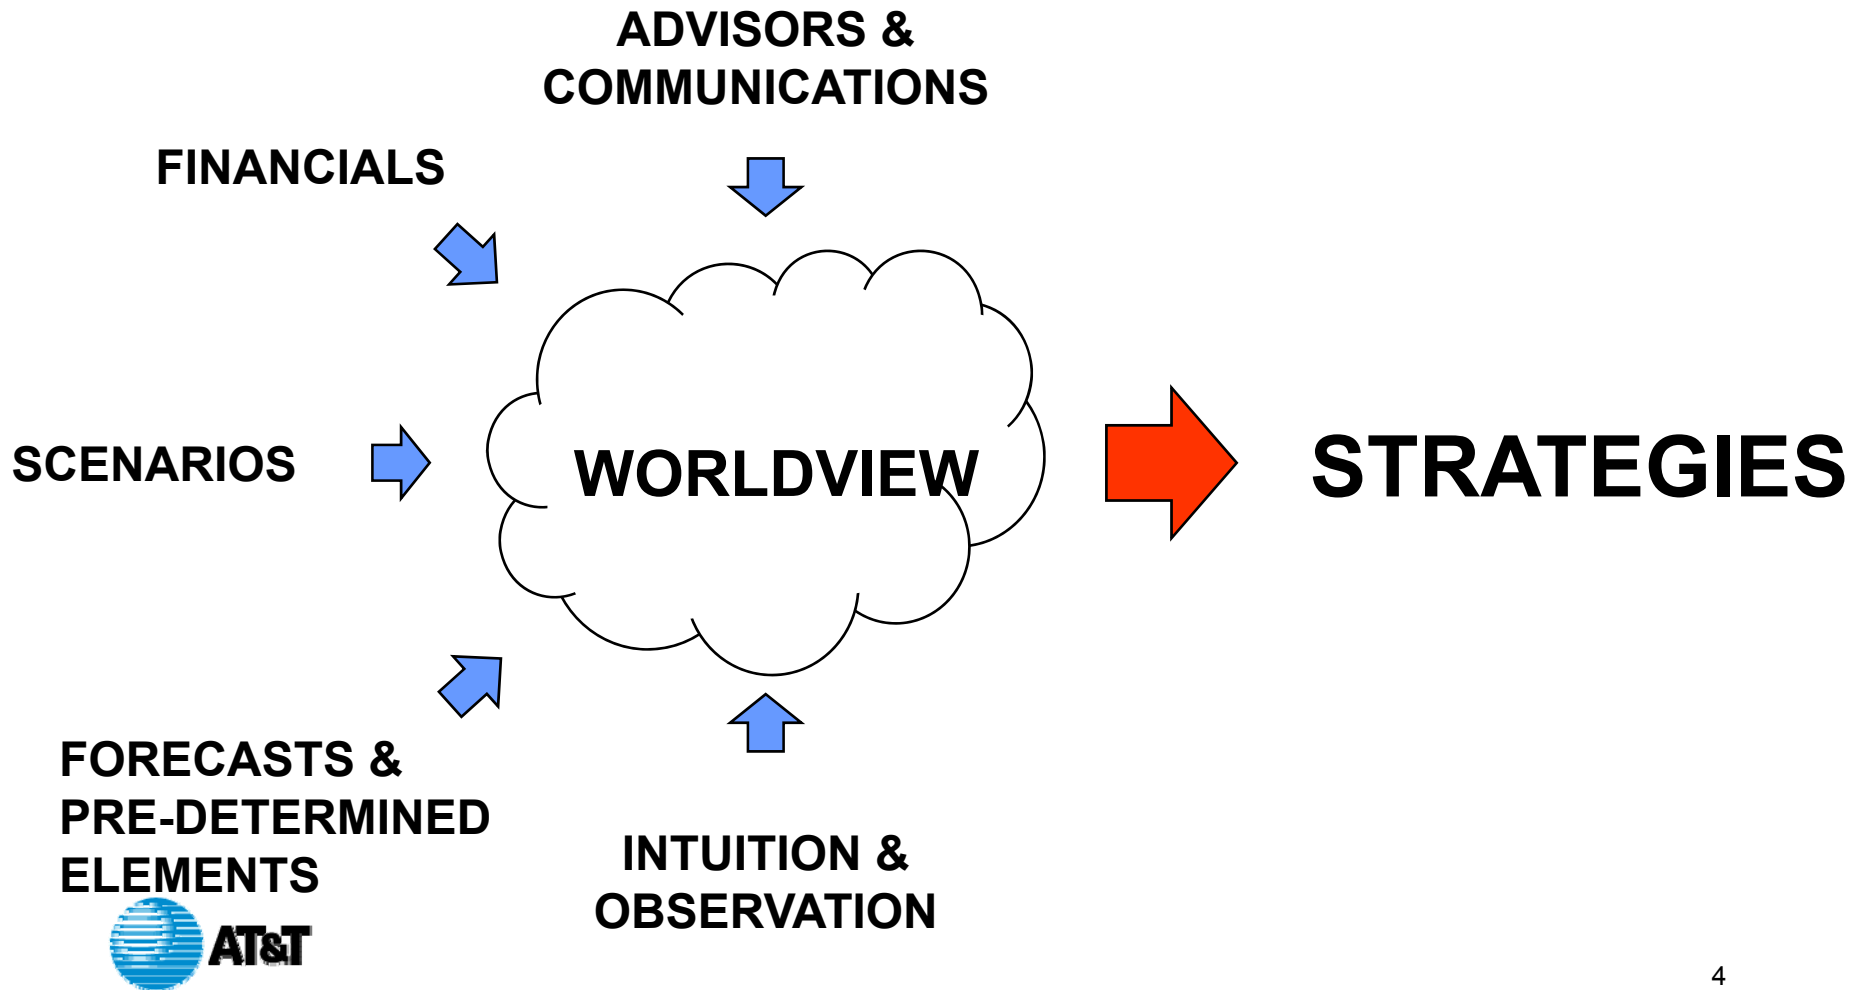 ADVISORS &
COMMUNICATIONS
FINANCIALS
SCENARIOS
WORLDVIEW
STRATEGIES
FORECASTS &
PRE-DETERMINED
ELEMENTS
INTUITION &
OBSERVATION
AT&T
4